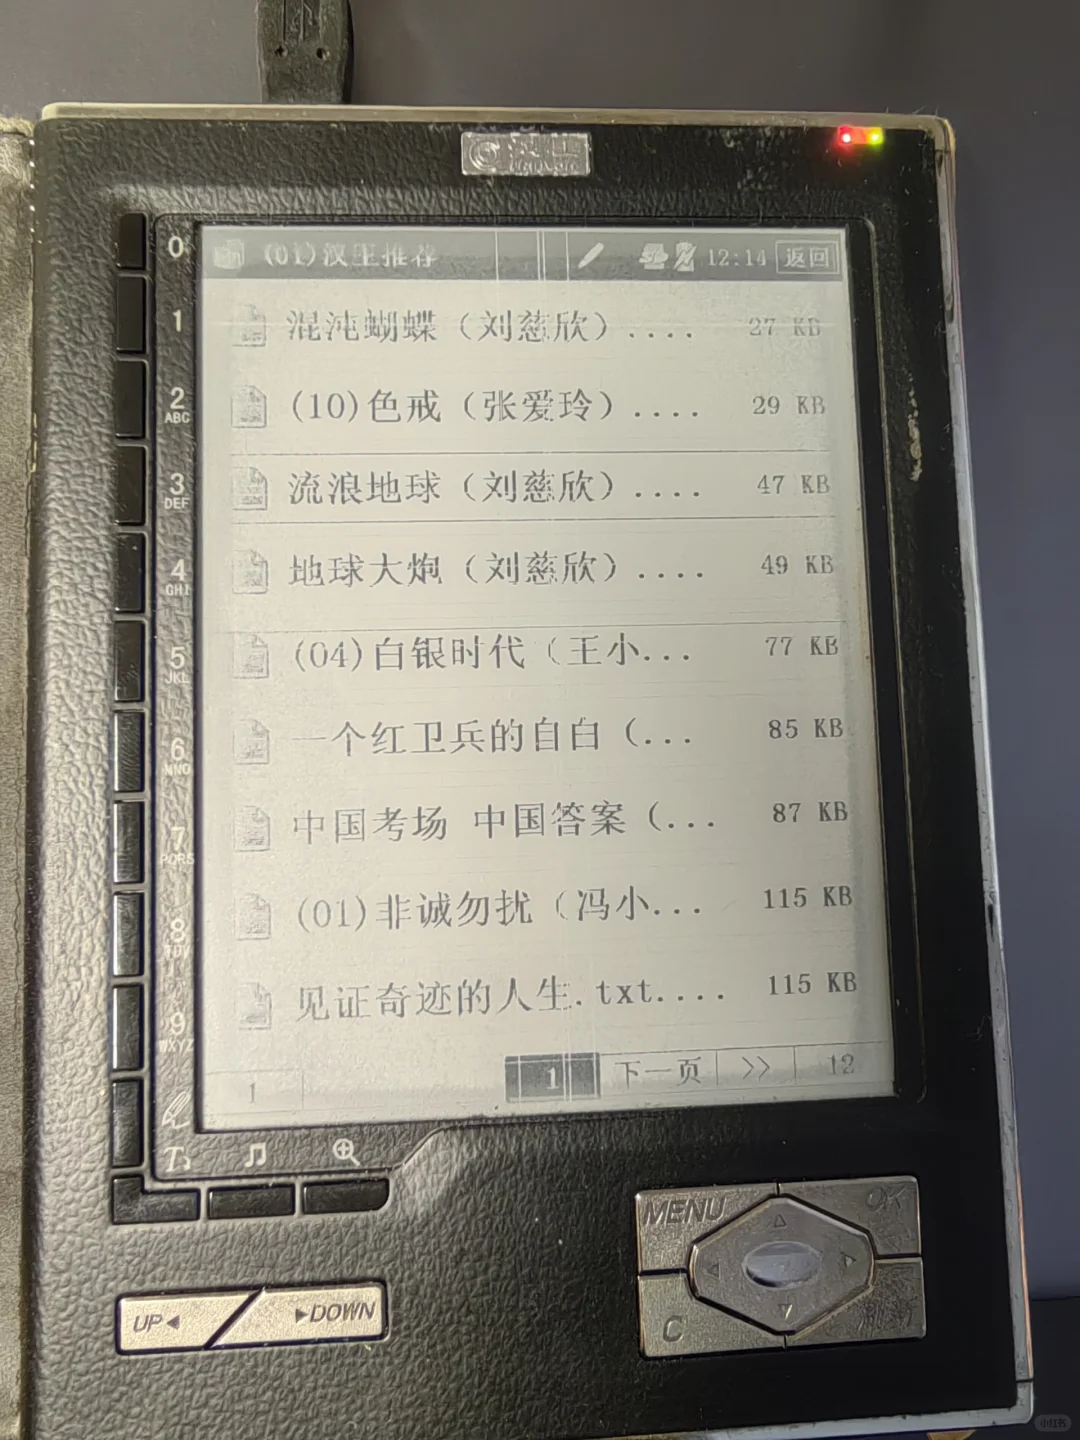 汉王
(01)汉王推荐 12:14 返回
0
混沌蝴蝶（刘慈欣）.... 27 KB
1
(10)色戒（张爱玲）.... 29 KB
2 ABC
流浪地球（刘慈欣）.... 47 KB
3 DEF
地球大炮（刘慈欣）.... 49 KB
4 GHI
(04)白银时代（王小... 77 KB
5 JKL
一个红卫兵的自白（... 85 KB
6 MNO
中国考场 中国答案（... 87 KB
7 PQRS
(01)非诚勿扰（冯小... 115 KB
8 TUV
见证奇迹的人生.txt.... 115 KB
9 WXYZ
1 1 下一页 >> 12
T
MENU OK
UP DOWN
C
小红书